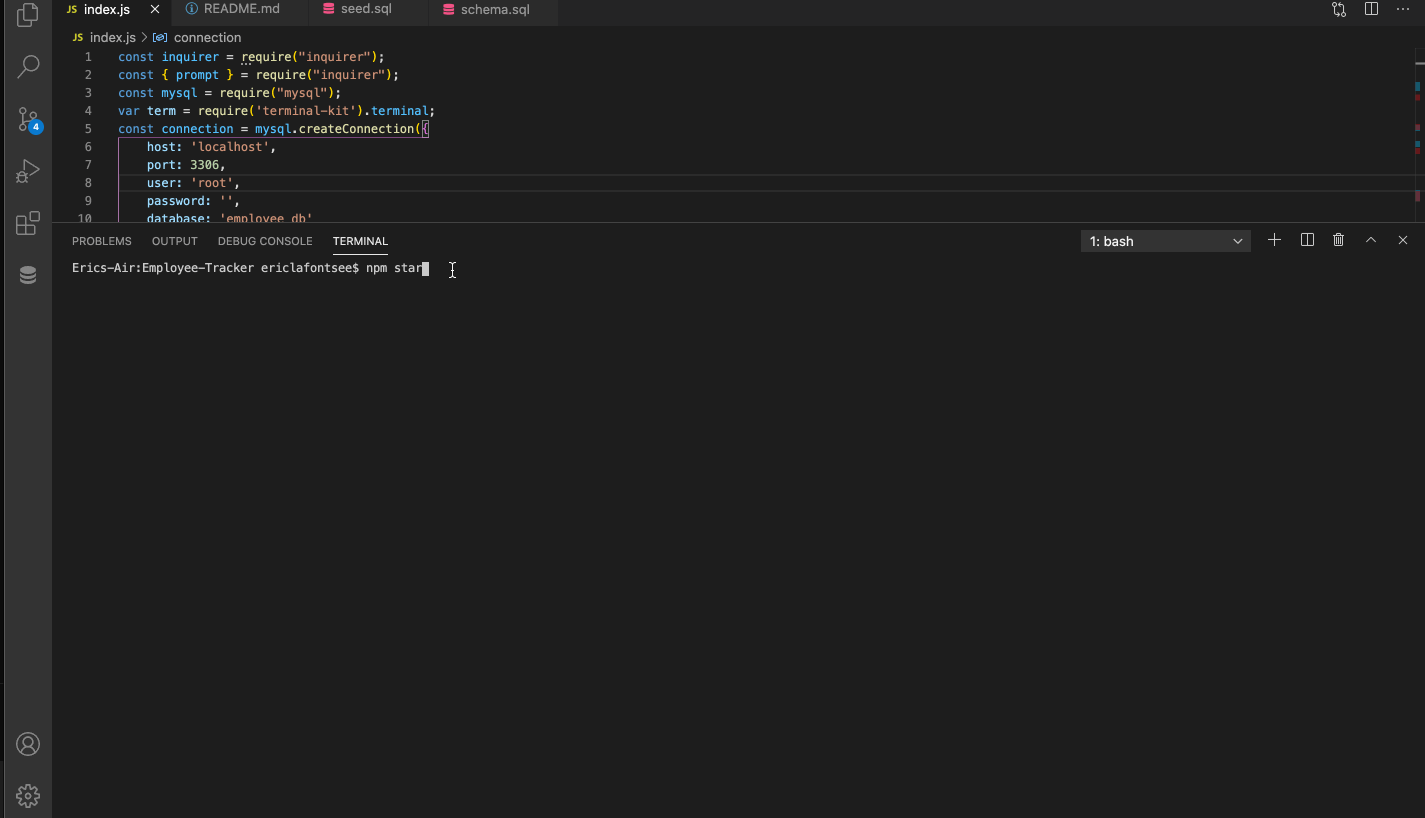 JS index.js README.md seed.sql schema.sql
JS index.js > connection
1 const inquirer = require("inquirer");
2 const { prompt } = require("inquirer");
3 const mysql = require("mysql");
4 var term = require('terminal-kit').terminal;
5 const connection = mysql.createConnection({
6 host: 'localhost',
7 port: 3306,
8 user: 'root',
9 password: '',
10 database: 'employee_db'
4
PROBLEMS OUTPUT DEBUG CONSOLE TERMINAL 1: bash
Erics-Air:Employee-Tracker ericlafontsee$ npm star